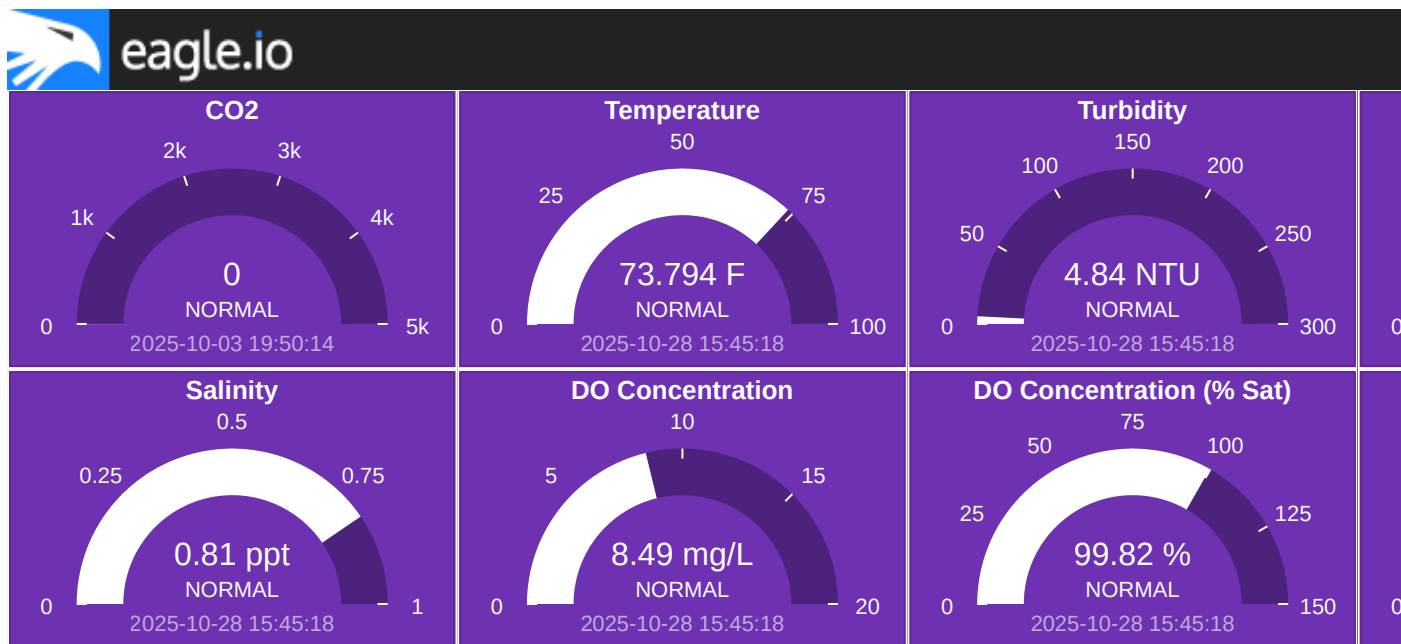 eagle.io
CO2
2k
3k
1k
4k
0
NORMAL
0
5k
2025-10-03 19:50:14
Temperature
50
25
75
73.794 F
NORMAL
0
100
2025-10-28 15:45:18
Turbidity
150
100
200
50
250
4.84 NTU
NORMAL
0
300
2025-10-28 15:45:18
0
Salinity
0.5
0.25
0.75
0.81 ppt
NORMAL
0
1
2025-10-28 15:45:18
DO Concentration
10
5
15
8.49 mg/L
NORMAL
0
20
2025-10-28 15:45:18
DO Concentration (% Sat)
75
50
100
25
125
99.82 %
NORMAL
0
150
2025-10-28 15:45:18
0